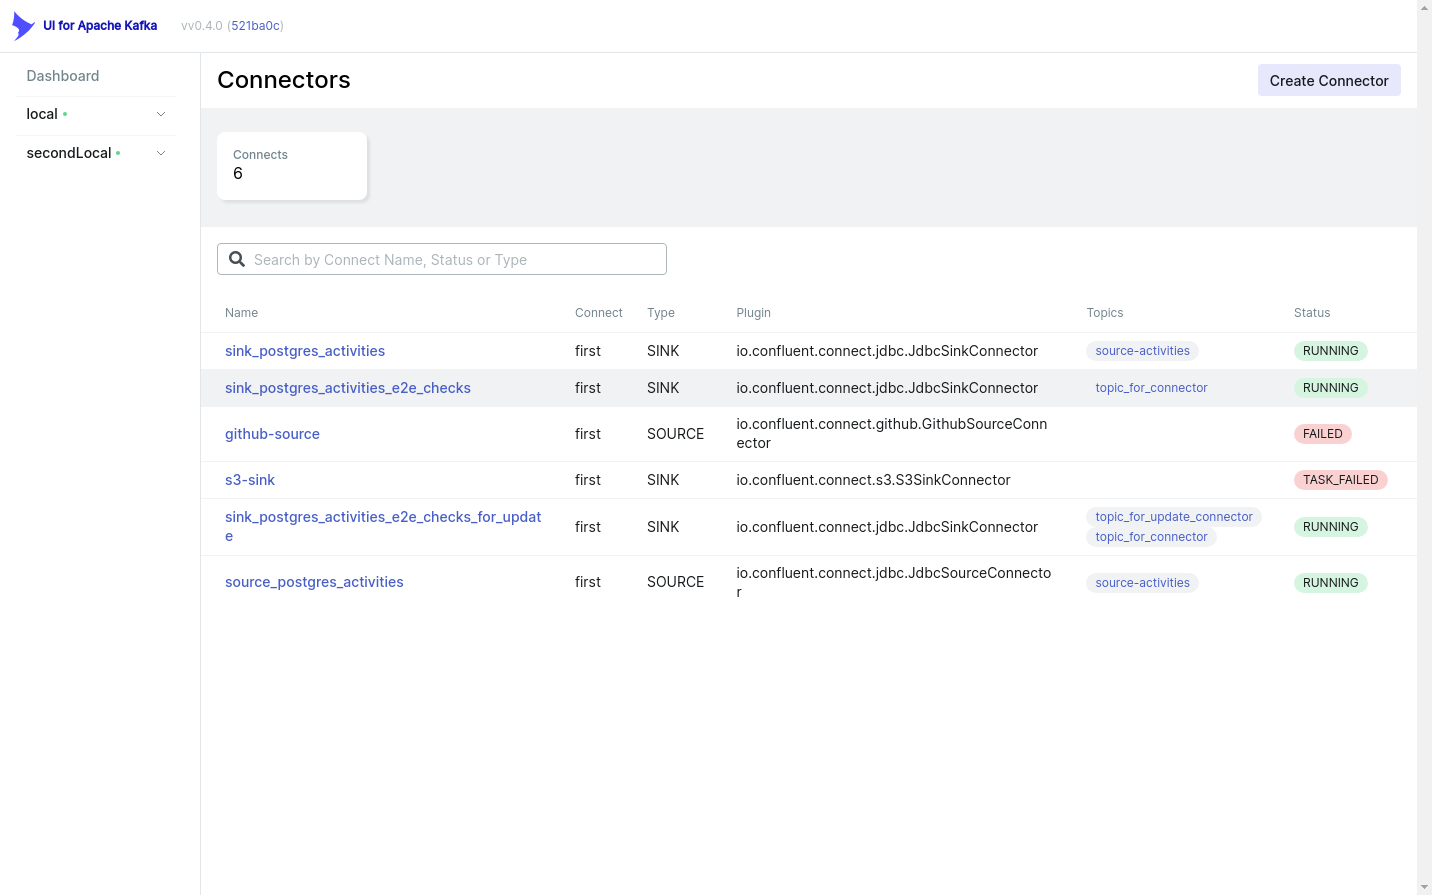 UI for Apache Kafka
vv0.4.0 (521ba0c)
Dashboard
local
secondLocal
Connectors
Create Connector
Connects
6
Search by Connect Name, Status or Type
Name Connect Type Plugin Topics Status
sink_postgres_activities first SINK io.confluent.connect.jdbc.JdbcSinkConnector source-activities RUNNING
sink_postgres_activities_e2e_checks first SINK io.confluent.connect.jdbc.JdbcSinkConnector topic_for_connector RUNNING
github-source first SOURCE io.confluent.connect.github.GithubSourceConn
ector FAILED
s3-sink first SINK io.confluent.connect.s3.S3SinkConnector TASK_FAILED
sink_postgres_activities_e2e_checks_for_updat
e first SINK io.confluent.connect.jdbc.JdbcSinkConnector topic_for_update_connector
topic_for_connector RUNNING
source_postgres_activities first SOURCE io.confluent.connect.jdbc.JdbcSourceConnecto
r source-activities RUNNING